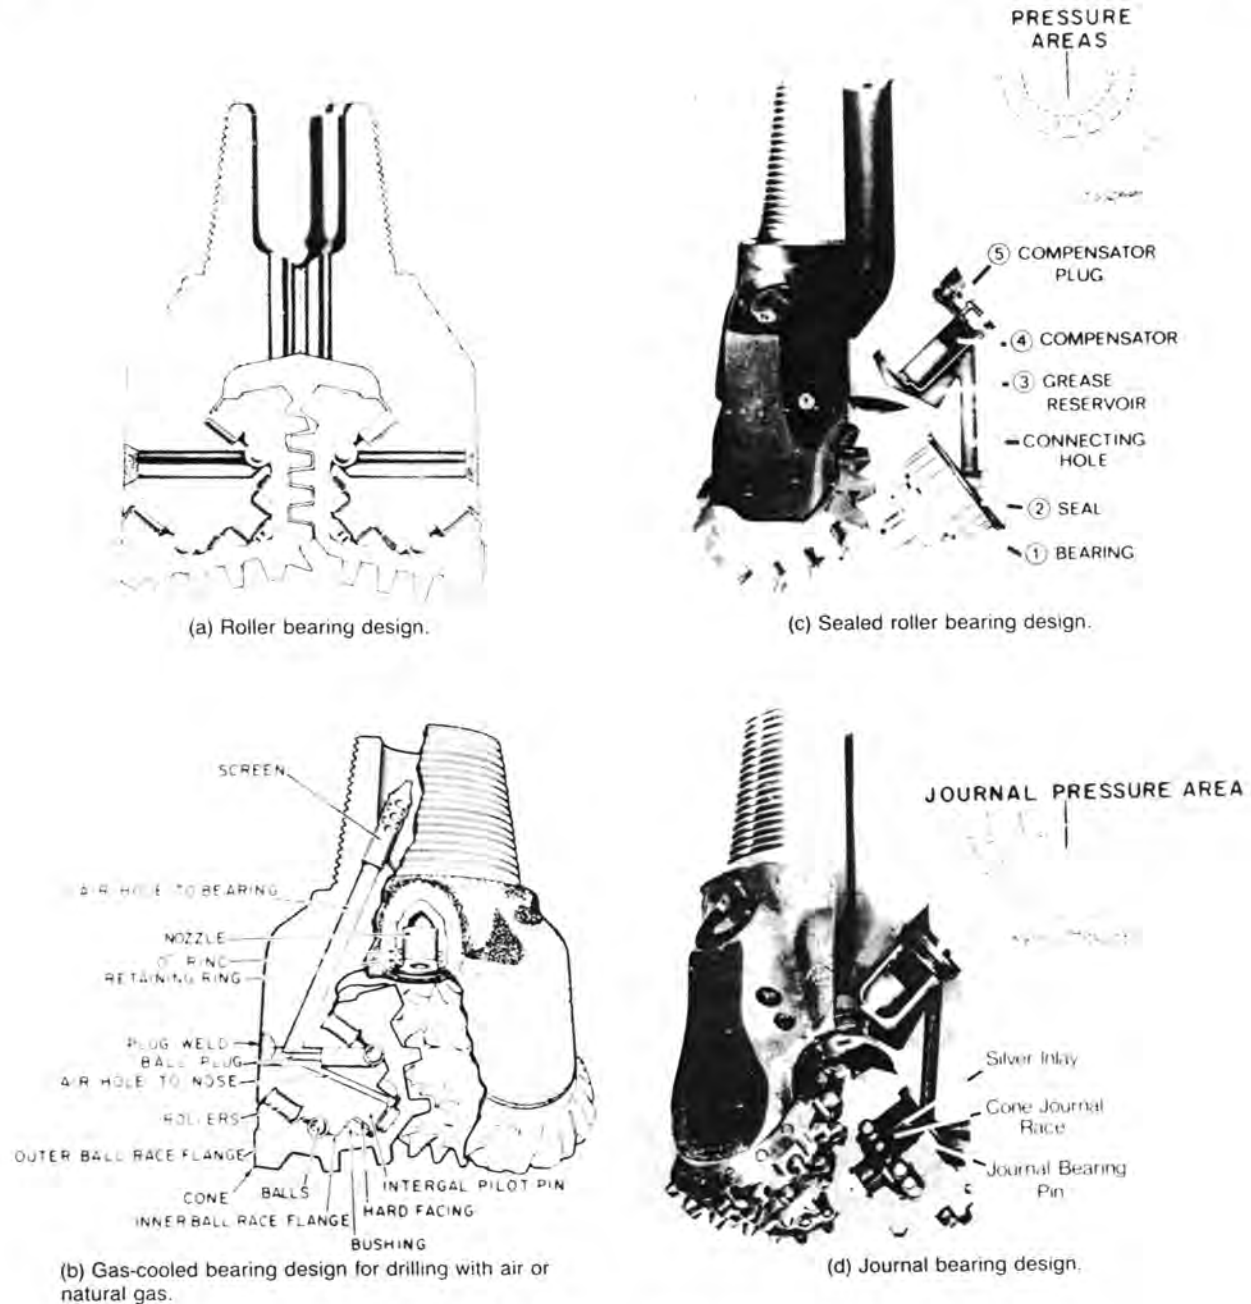 PRESSURE
AREAS
⑤ COMPENSATOR
PLUG
④ COMPENSATOR
③ GREASE
RESERVOIR
CONNECTING
HOLE
② SEAL
① BEARING
(a) Roller bearing design.
(c) Sealed roller bearing design.
SCREEN
AIR HOLE TO BEARING
NOZZLE
"O" RING
RETAINING RING
PLUG WELD
BALL PLUG
AIR HOLE TO NOSE
ROLLERS
OUTER BALL RACE FLANGE
CONE
BALLS
INNER BALL RACE FLANGE
INTERGAL PILOT PIN
HARD FACING
BUSHING
(b) Gas-cooled bearing design for drilling with air or
natural gas.
JOURNAL PRESSURE AREA
Silver Inlay
Cone Journal
Race
Journal Bearing
Pin
(d) Journal bearing design.